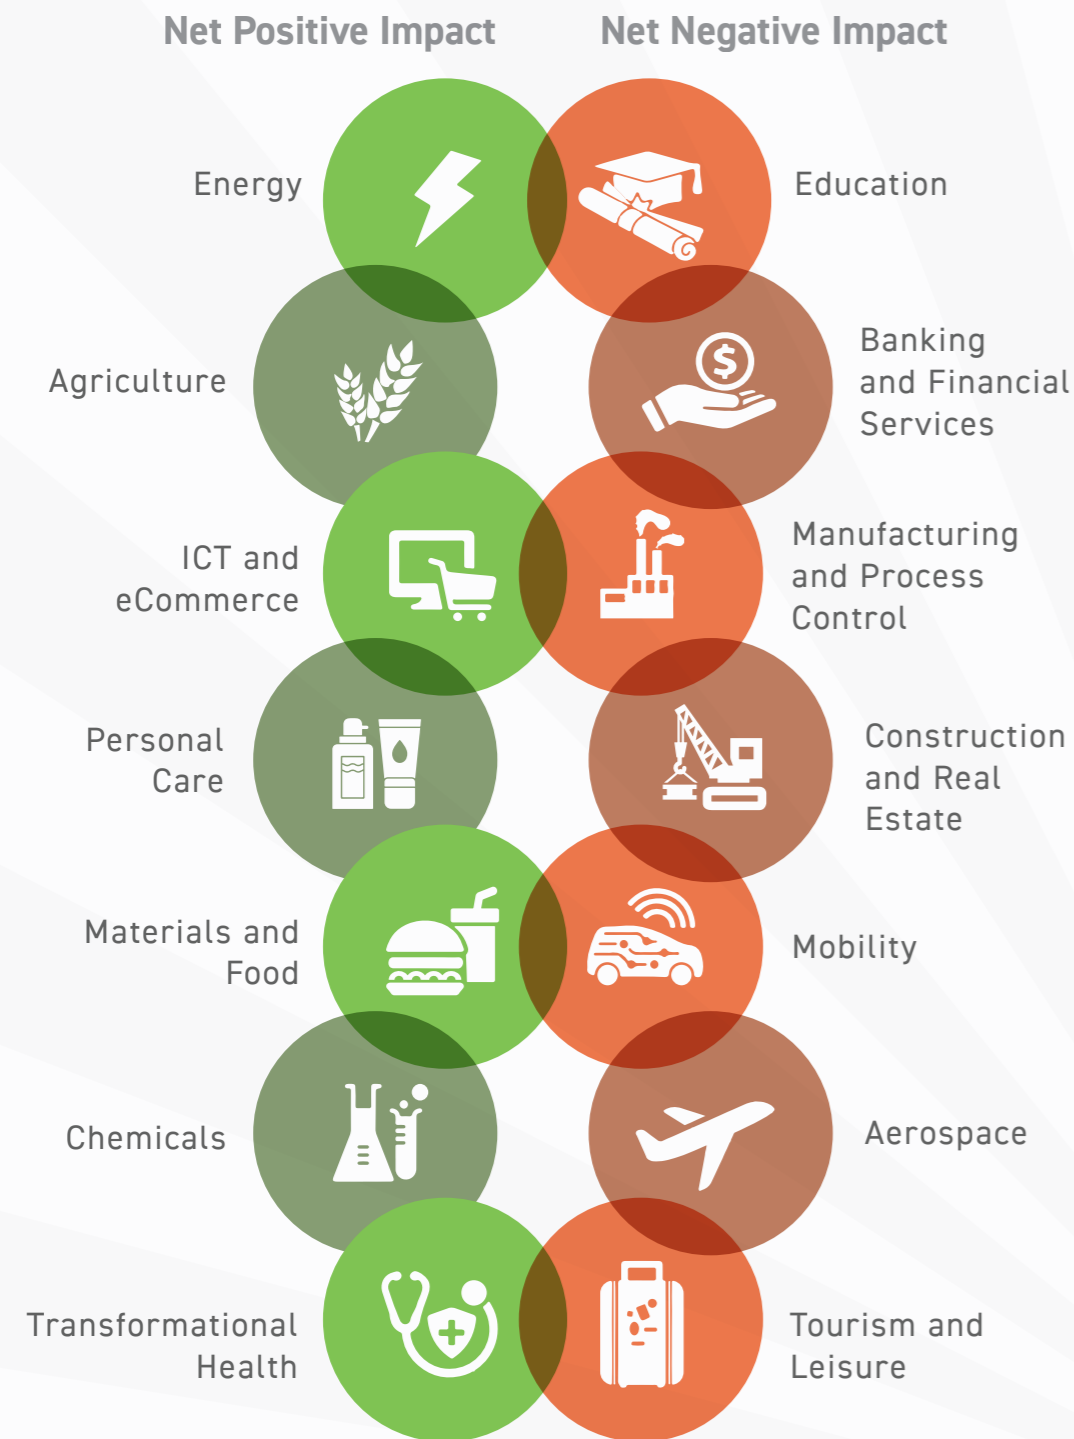 Net Positive Impact
Net Negative Impact
Energy
Education
Agriculture
Banking
and Financial
Services
ICT and
eCommerce
Manufacturing
and Process
Control
Personal
Care
Construction
and Real
Estate
Materials and
Food
Mobility
Chemicals
Aerospace
Transformational
Health
Tourism and
Leisure
$